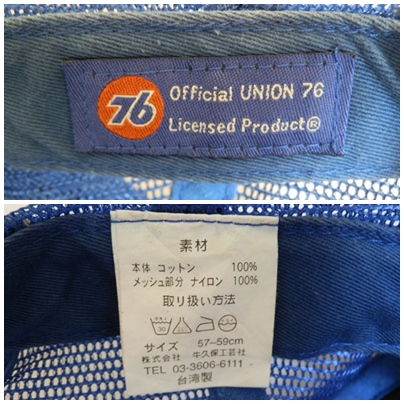 76 Official UNION 76
Licensed Product®
素材
本体 コットン 100%
メッシュ部分 ナイロン 100%
取り扱い方法
30
サイズ 57–59cm
株式会社 牛久保工芸社
TEL 03-3606-6111
台湾製